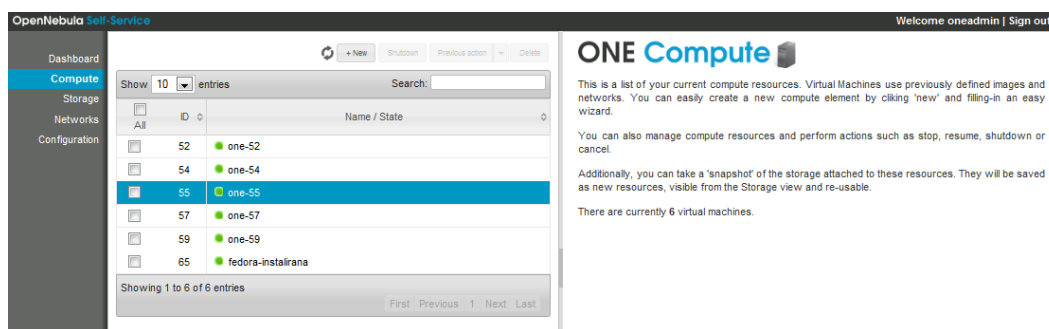 OpenNebula Self-Service
Welcome oneadmin | Sign out
Dashboard
Compute
Storage
Networks
Configuration
+ New
Shutdown
Previous action
Delete
Show 10 entries
Search:
All
ID
Name / State
52 one-52
54 one-54
55 one-55
57 one-57
59 one-59
65 fedora-instalirana
Showing 1 to 6 of 6 entries
First Previous 1 Next Last
ONE Compute
This is a list of your current compute resources. Virtual Machines use previously defined images and
networks. You can easily create a new compute element by cliking 'new' and filling-in an easy
wizard.
You can also manage compute resources and perform actions such as stop, resume, shutdown or
cancel.
Additionally, you can take a 'snapshot' of the storage attached to these resources. They will be saved
as new resources, visible from the Storage view and re-usable.
There are currently 6 virtual machines.